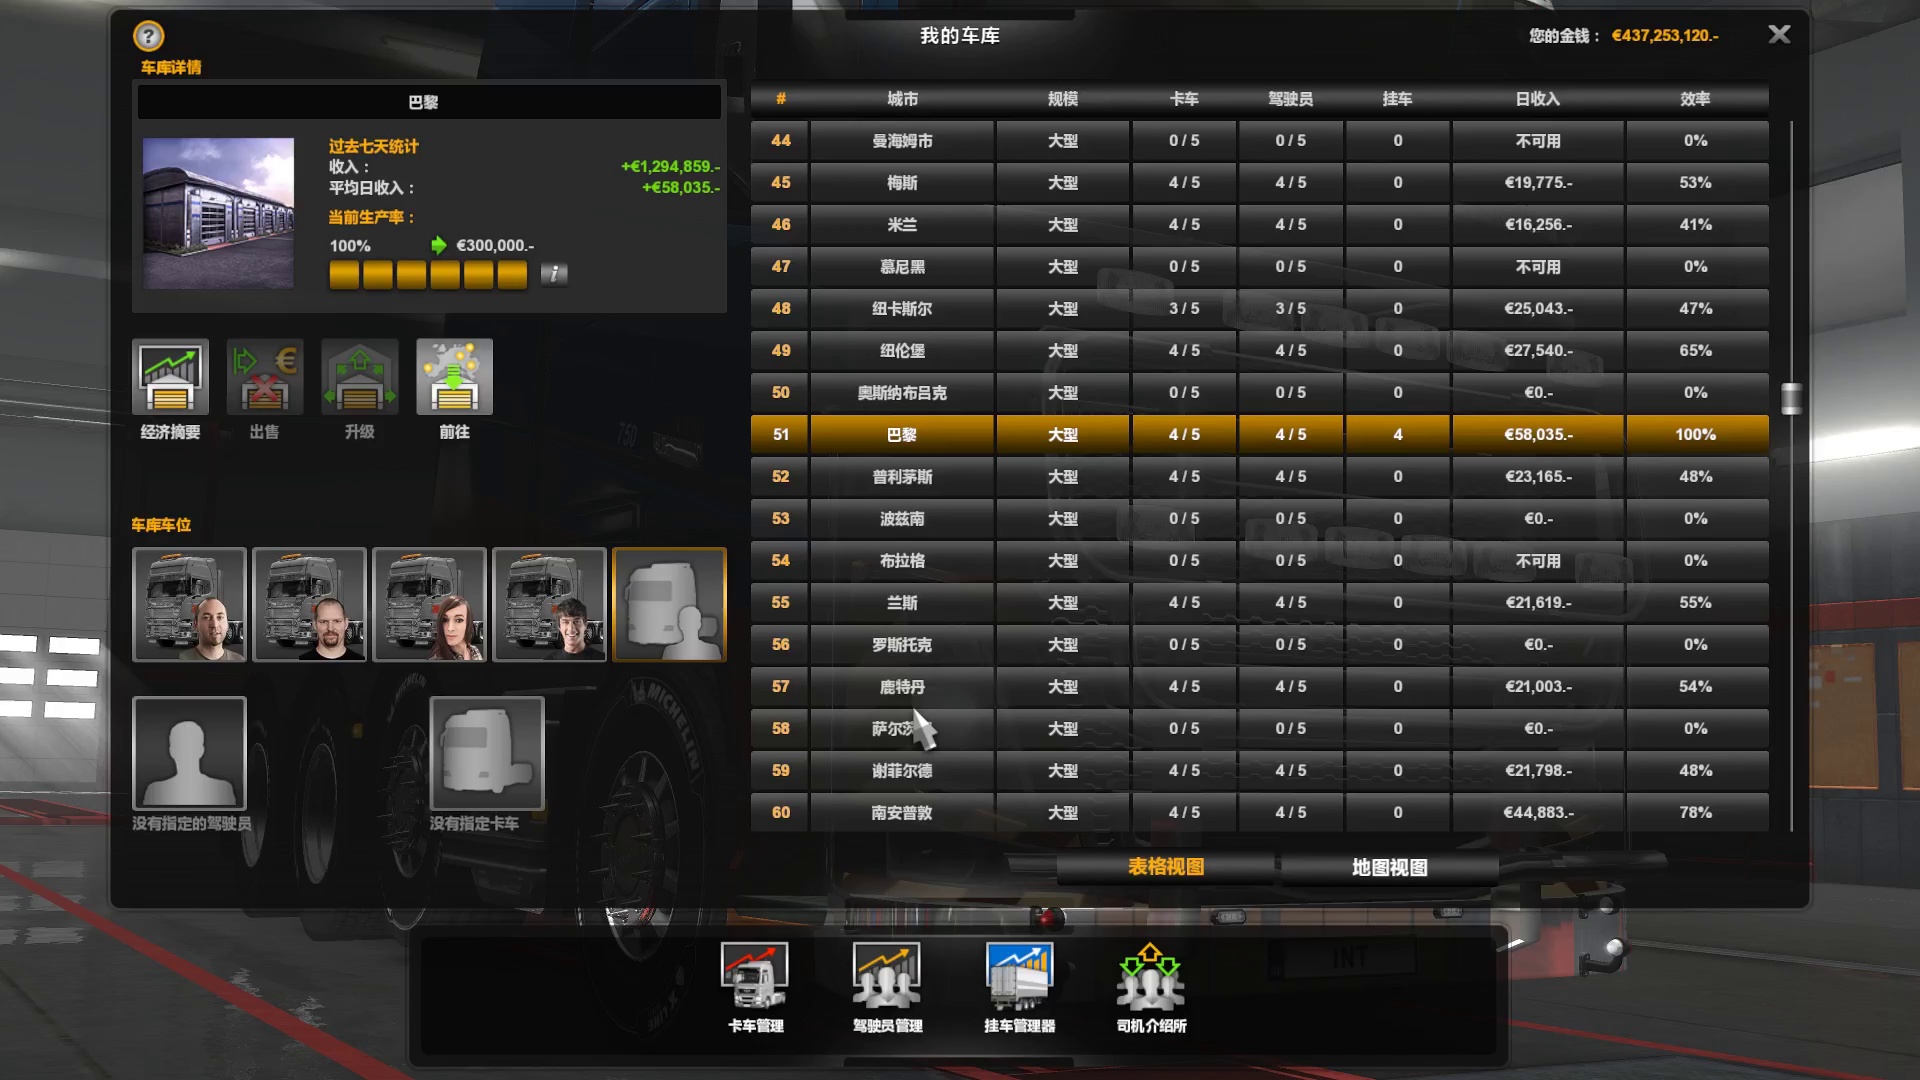 我的车库
您的金钱： €437,253,120.-
?
车库详情
巴黎
过去七天统计
收入： +€1,294,859.-
平均日收入： +€58,035.-
当前生产率：
100% €300,000.-
i
经济摘要 出售 升级 前往
车库车位
没有指定的驾驶员 没有指定卡车
# 城市 规模 卡车 驾驶员 挂车 日收入 效率
44 曼海姆市 大型 0 / 5 0 / 5 0 不可用 0%
45 梅斯 大型 4 / 5 4 / 5 0 €19,775.- 53%
46 米兰 大型 4 / 5 4 / 5 0 €16,256.- 41%
47 慕尼黑 大型 0 / 5 0 / 5 0 不可用 0%
48 纽卡斯尔 大型 3 / 5 3 / 5 0 €25,043.- 47%
49 纽伦堡 大型 4 / 5 4 / 5 0 €27,540.- 65%
50 奥斯纳布吕克 大型 0 / 5 0 / 5 0 €0.- 0%
51 巴黎 大型 4 / 5 4 / 5 4 €58,035.- 100%
52 普利茅斯 大型 4 / 5 4 / 5 0 €23,165.- 48%
53 波兹南 大型 0 / 5 0 / 5 0 €0.- 0%
54 布拉格 大型 0 / 5 0 / 5 0 不可用 0%
55 兰斯 大型 4 / 5 4 / 5 0 €21,619.- 55%
56 罗斯托克 大型 0 / 5 0 / 5 0 €0.- 0%
57 鹿特丹 大型 4 / 5 4 / 5 0 €21,003.- 54%
58 萨尔茨 大型 0 / 5 0 / 5 0 €0.- 0%
59 谢菲尔德 大型 4 / 5 4 / 5 0 €21,798.- 48%
60 南安普敦 大型 4 / 5 4 / 5 0 €44,883.- 78%
表格视图 地图视图
卡车管理 驾驶员管理 挂车管理器 司机介绍所
MICHELIN
750
INT